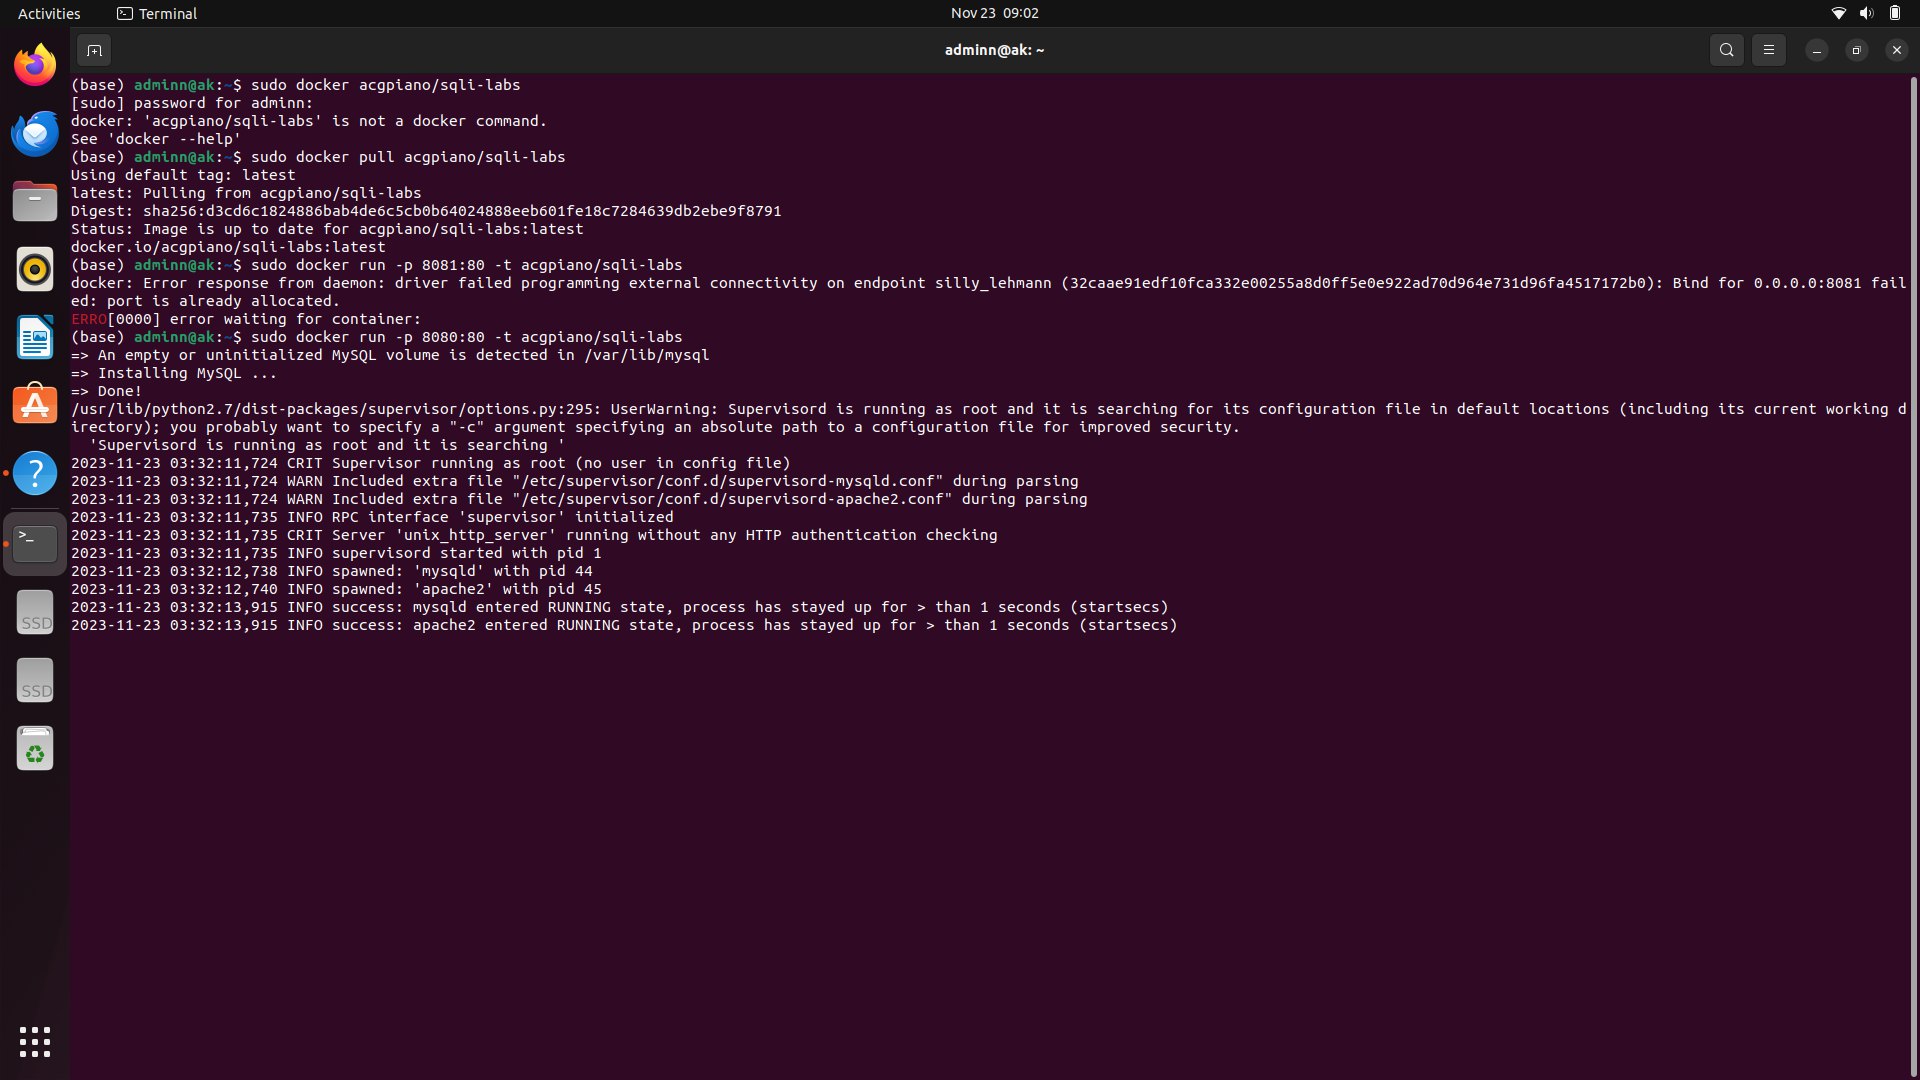 Activities
Terminal
Nov 23 09:02
adminn@ak: ~
(base) adminn@ak:~$ sudo docker acgpiano/sqli-labs
[sudo] password for adminn:
docker: 'acgpiano/sqli-labs' is not a docker command.
See 'docker --help'
(base) adminn@ak:~$ sudo docker pull acgpiano/sqli-labs
Using default tag: latest
latest: Pulling from acgpiano/sqli-labs
Digest: sha256:d3cd6c1824886bab4de6c5cb0b64024888eeb601fe18c7284639db2ebe9f8791
Status: Image is up to date for acgpiano/sqli-labs:latest
docker.io/acgpiano/sqli-labs:latest
(base) adminn@ak:~$ sudo docker run -p 8081:80 -t acgpiano/sqli-labs
docker: Error response from daemon: driver failed programming external connectivity on endpoint silly_lehmann (32caae91edf10fca332e00255a8d0ff5e0e922ad70d964e731d96fa4517172b0): Bind for 0.0.0.0:8081 fail
ed: port is already allocated.
ERRO[0000] error waiting for container:
(base) adminn@ak:~$ sudo docker run -p 8080:80 -t acgpiano/sqli-labs
=> An empty or uninitialized MySQL volume is detected in /var/lib/mysql
=> Installing MySQL ...
=> Done!
/usr/lib/python2.7/dist-packages/supervisor/options.py:295: UserWarning: Supervisord is running as root and it is searching for its configuration file in default locations (including its current working d
irectory); you probably want to specify a "-c" argument specifying an absolute path to a configuration file for improved security.
  'Supervisord is running as root and it is searching '
2023-11-23 03:32:11,724 CRIT Supervisor running as root (no user in config file)
2023-11-23 03:32:11,724 WARN Included extra file "/etc/supervisor/conf.d/supervisord-mysqld.conf" during parsing
2023-11-23 03:32:11,724 WARN Included extra file "/etc/supervisor/conf.d/supervisord-apache2.conf" during parsing
2023-11-23 03:32:11,735 INFO RPC interface 'supervisor' initialized
2023-11-23 03:32:11,735 CRIT Server 'unix_http_server' running without any HTTP authentication checking
2023-11-23 03:32:11,735 INFO supervisord started with pid 1
2023-11-23 03:32:12,738 INFO spawned: 'mysqld' with pid 44
2023-11-23 03:32:12,740 INFO spawned: 'apache2' with pid 45
2023-11-23 03:32:13,915 INFO success: mysqld entered RUNNING state, process has stayed up for > than 1 seconds (startsecs)
2023-11-23 03:32:13,915 INFO success: apache2 entered RUNNING state, process has stayed up for > than 1 seconds (startsecs)
SSD
SSD